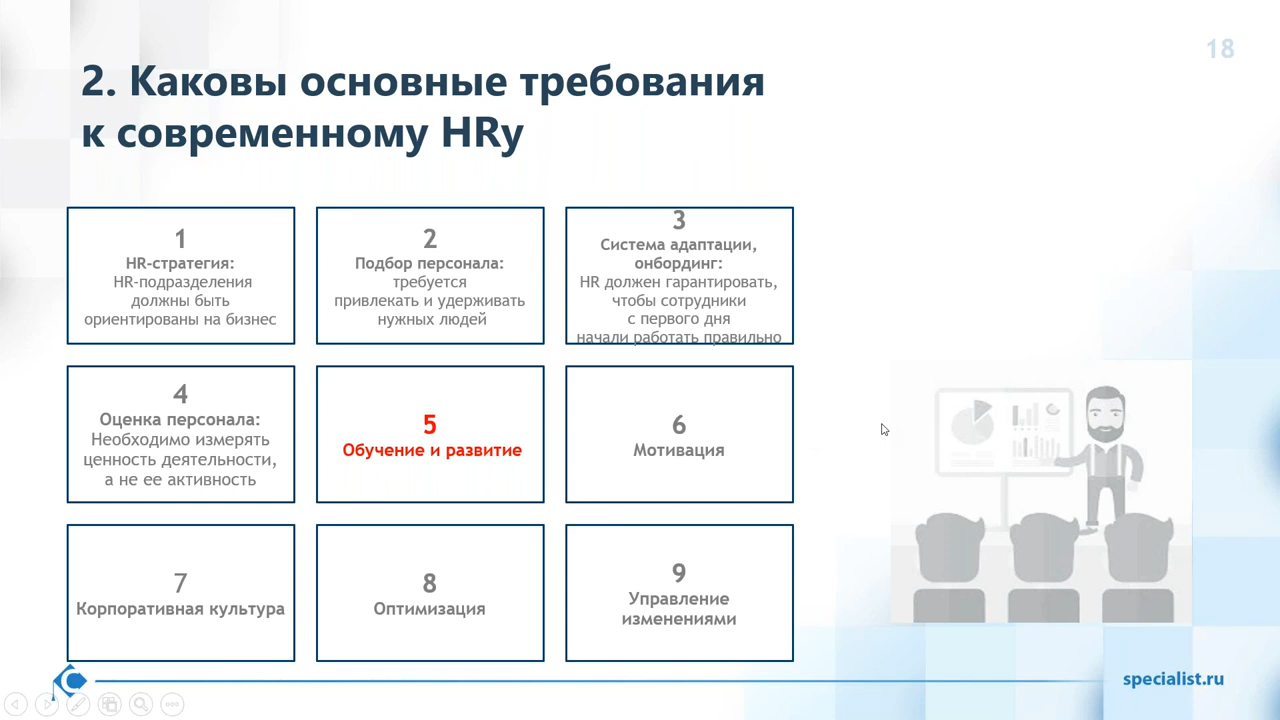 18
2. Каковы основные требования
к современному HRу
1
HR-стратегия:
HR-подразделения
должны быть
ориентированы на бизнес
2
Подбор персонала:
требуется
привлекать и удерживать
нужных людей
3
Система адаптации,
онбординг:
HR должен гарантировать,
чтобы сотрудники
с первого дня
начали работать правильно
4
Оценка персонала:
Необходимо измерять
ценность деятельности,
а не ее активность
5
Обучение и развитие
6
Мотивация
7
Корпоративная культура
8
Оптимизация
9
Управление
изменениями
specialist.ru